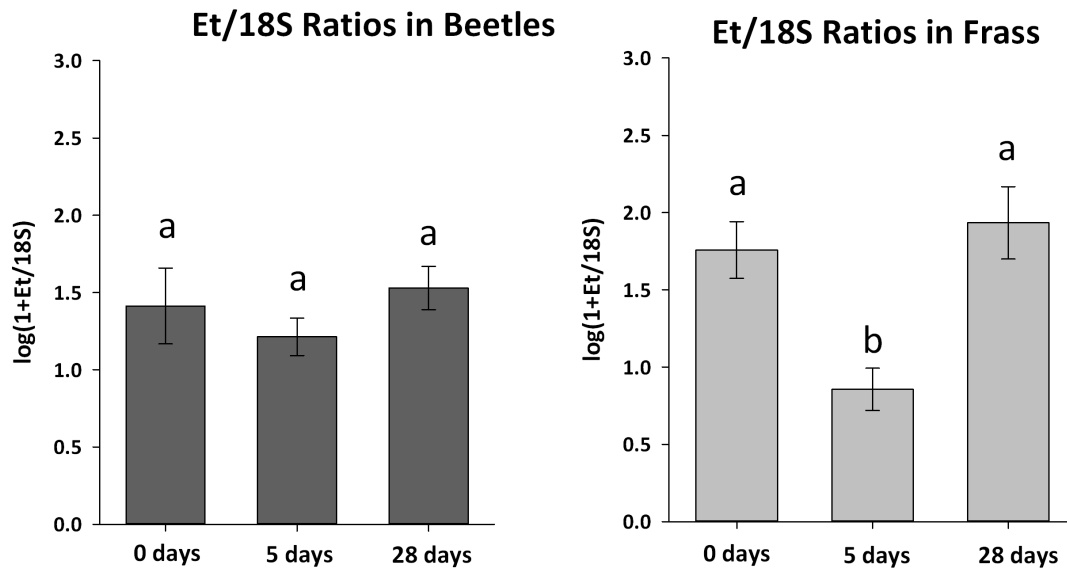 Et/18S Ratios in Beetles
3.0
2.5
2.0
1.5
1.0
0.5
0.0
log(1+Et/18S)
a
a
a
0 days
5 days
28 days
Et/18S Ratios in Frass
3.0
2.5
2.0
1.5
1.0
0.5
0.0
log(1+Et/18S)
a
b
a
0 days
5 days
28 days